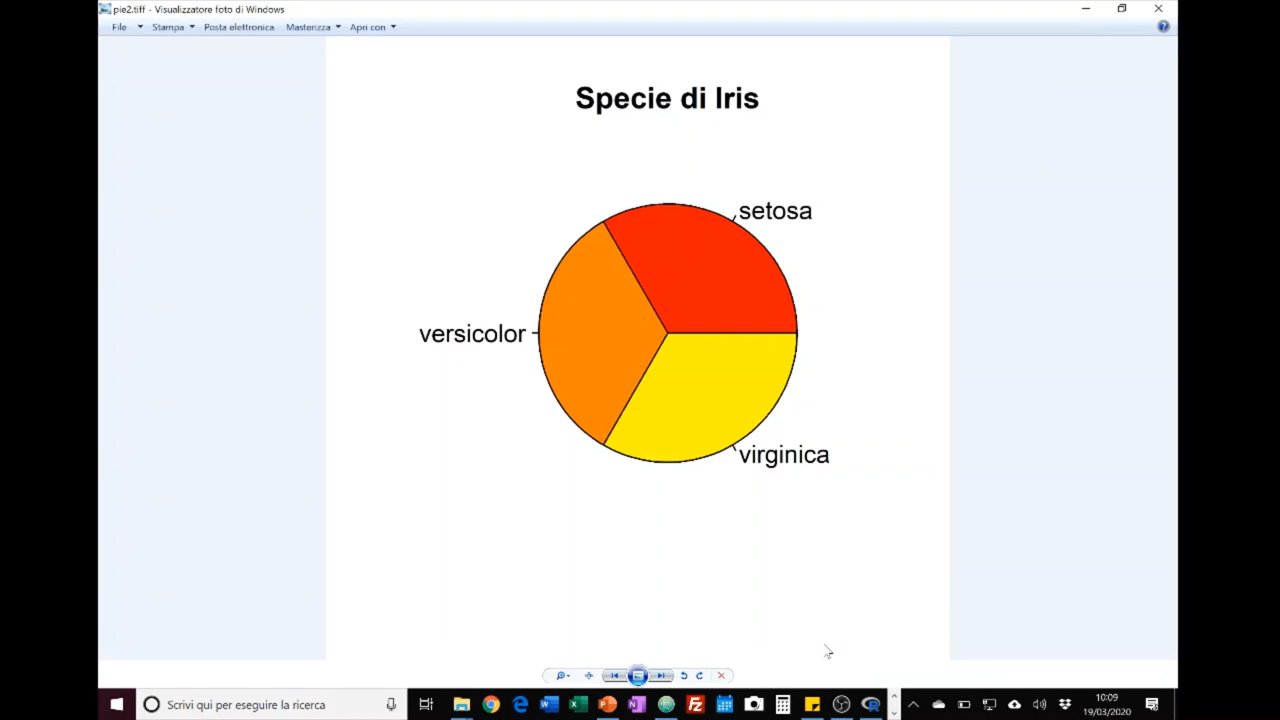 pie2.tiff - Visualizzatore foto di Windows
File Stampa Posta elettronica Masterizza Apri con
Specie di Iris
setosa
versicolor
virginica
Scrivi qui per eseguire la ricerca
10:09
19/03/2020